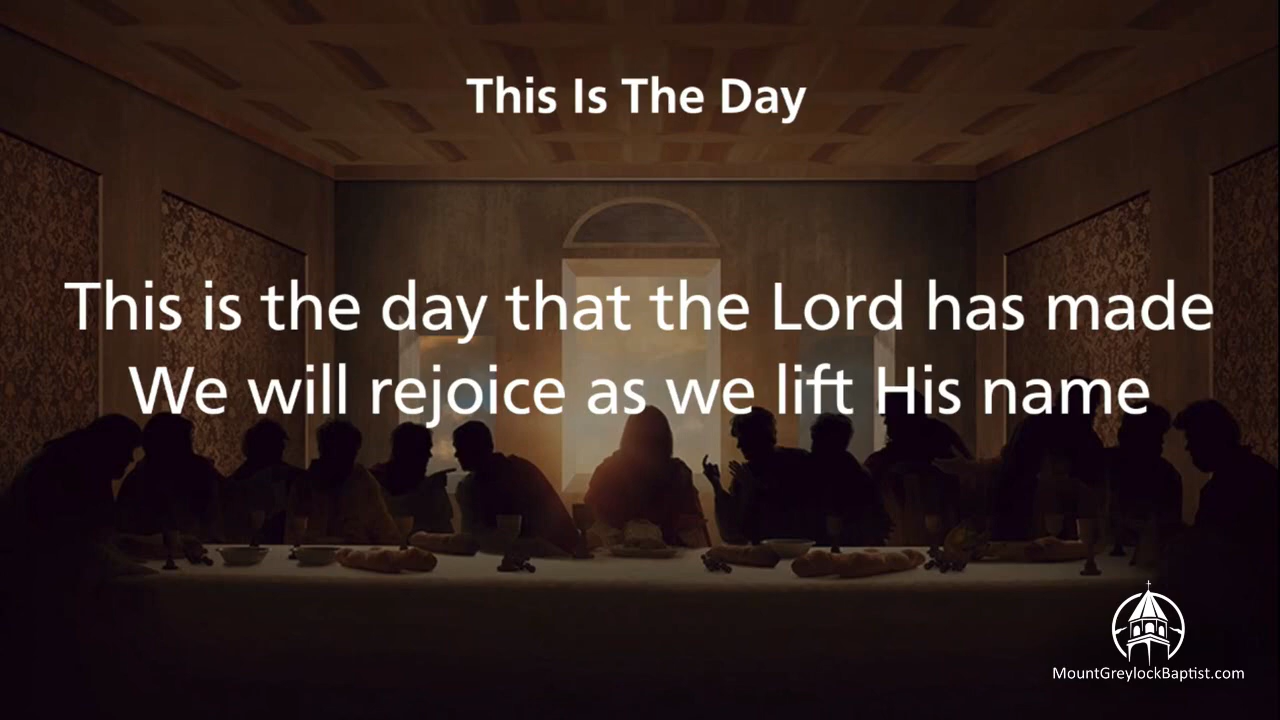 This Is The Day
This is the day that the Lord has made
We will rejoice as we lift His name
MountGreylockBaptist.com